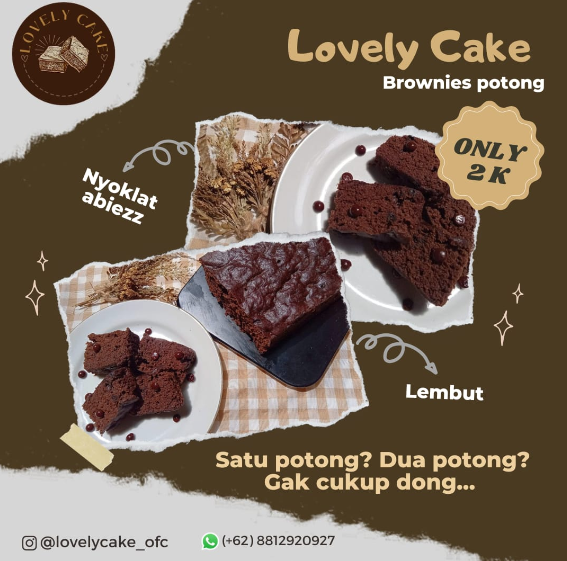 LOVELY CAKE
Lovely Cake
Brownies potong
ONLY
2K
Nyoklat
abiezz
Lembut
Satu potong? Dua potong?
Gak cukup dong...
@lovelycake_ofc
(+62) 8812920927